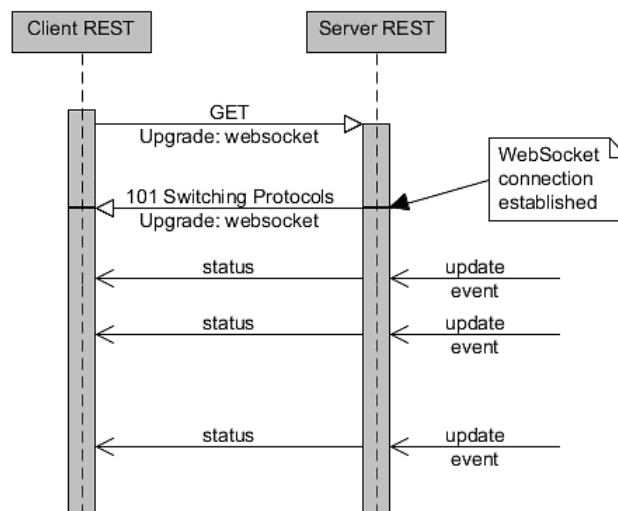 Client REST
Server REST
GET
Upgrade: websocket
WebSocket
connection
established
101 Switching Protocols
Upgrade: websocket
status
update
event
status
update
event
status
update
event